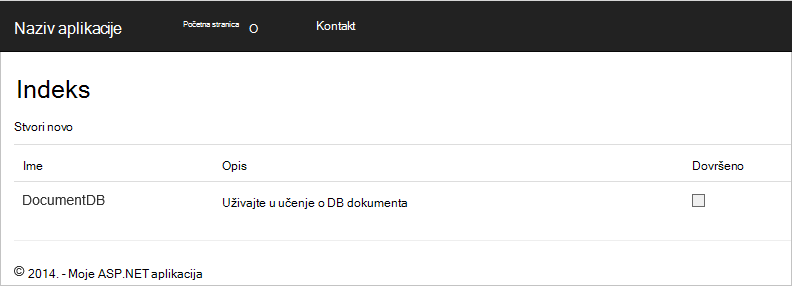 Naziv aplikacije Početna stranica O Kontakt
Indeks
Stvori novo
Ime Opis Dovršeno
DocumentDB Uživajte u učenje o DB dokumenta
© 2014. - Moje ASP.NET aplikacija